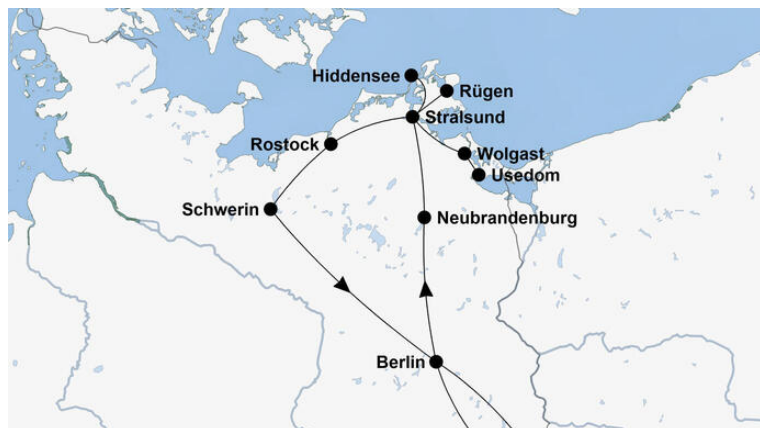 Hiddensee
Rügen
Stralsund
Rostock
Wolgast
Usedom
Schwerin
Neubrandenburg
Berlin